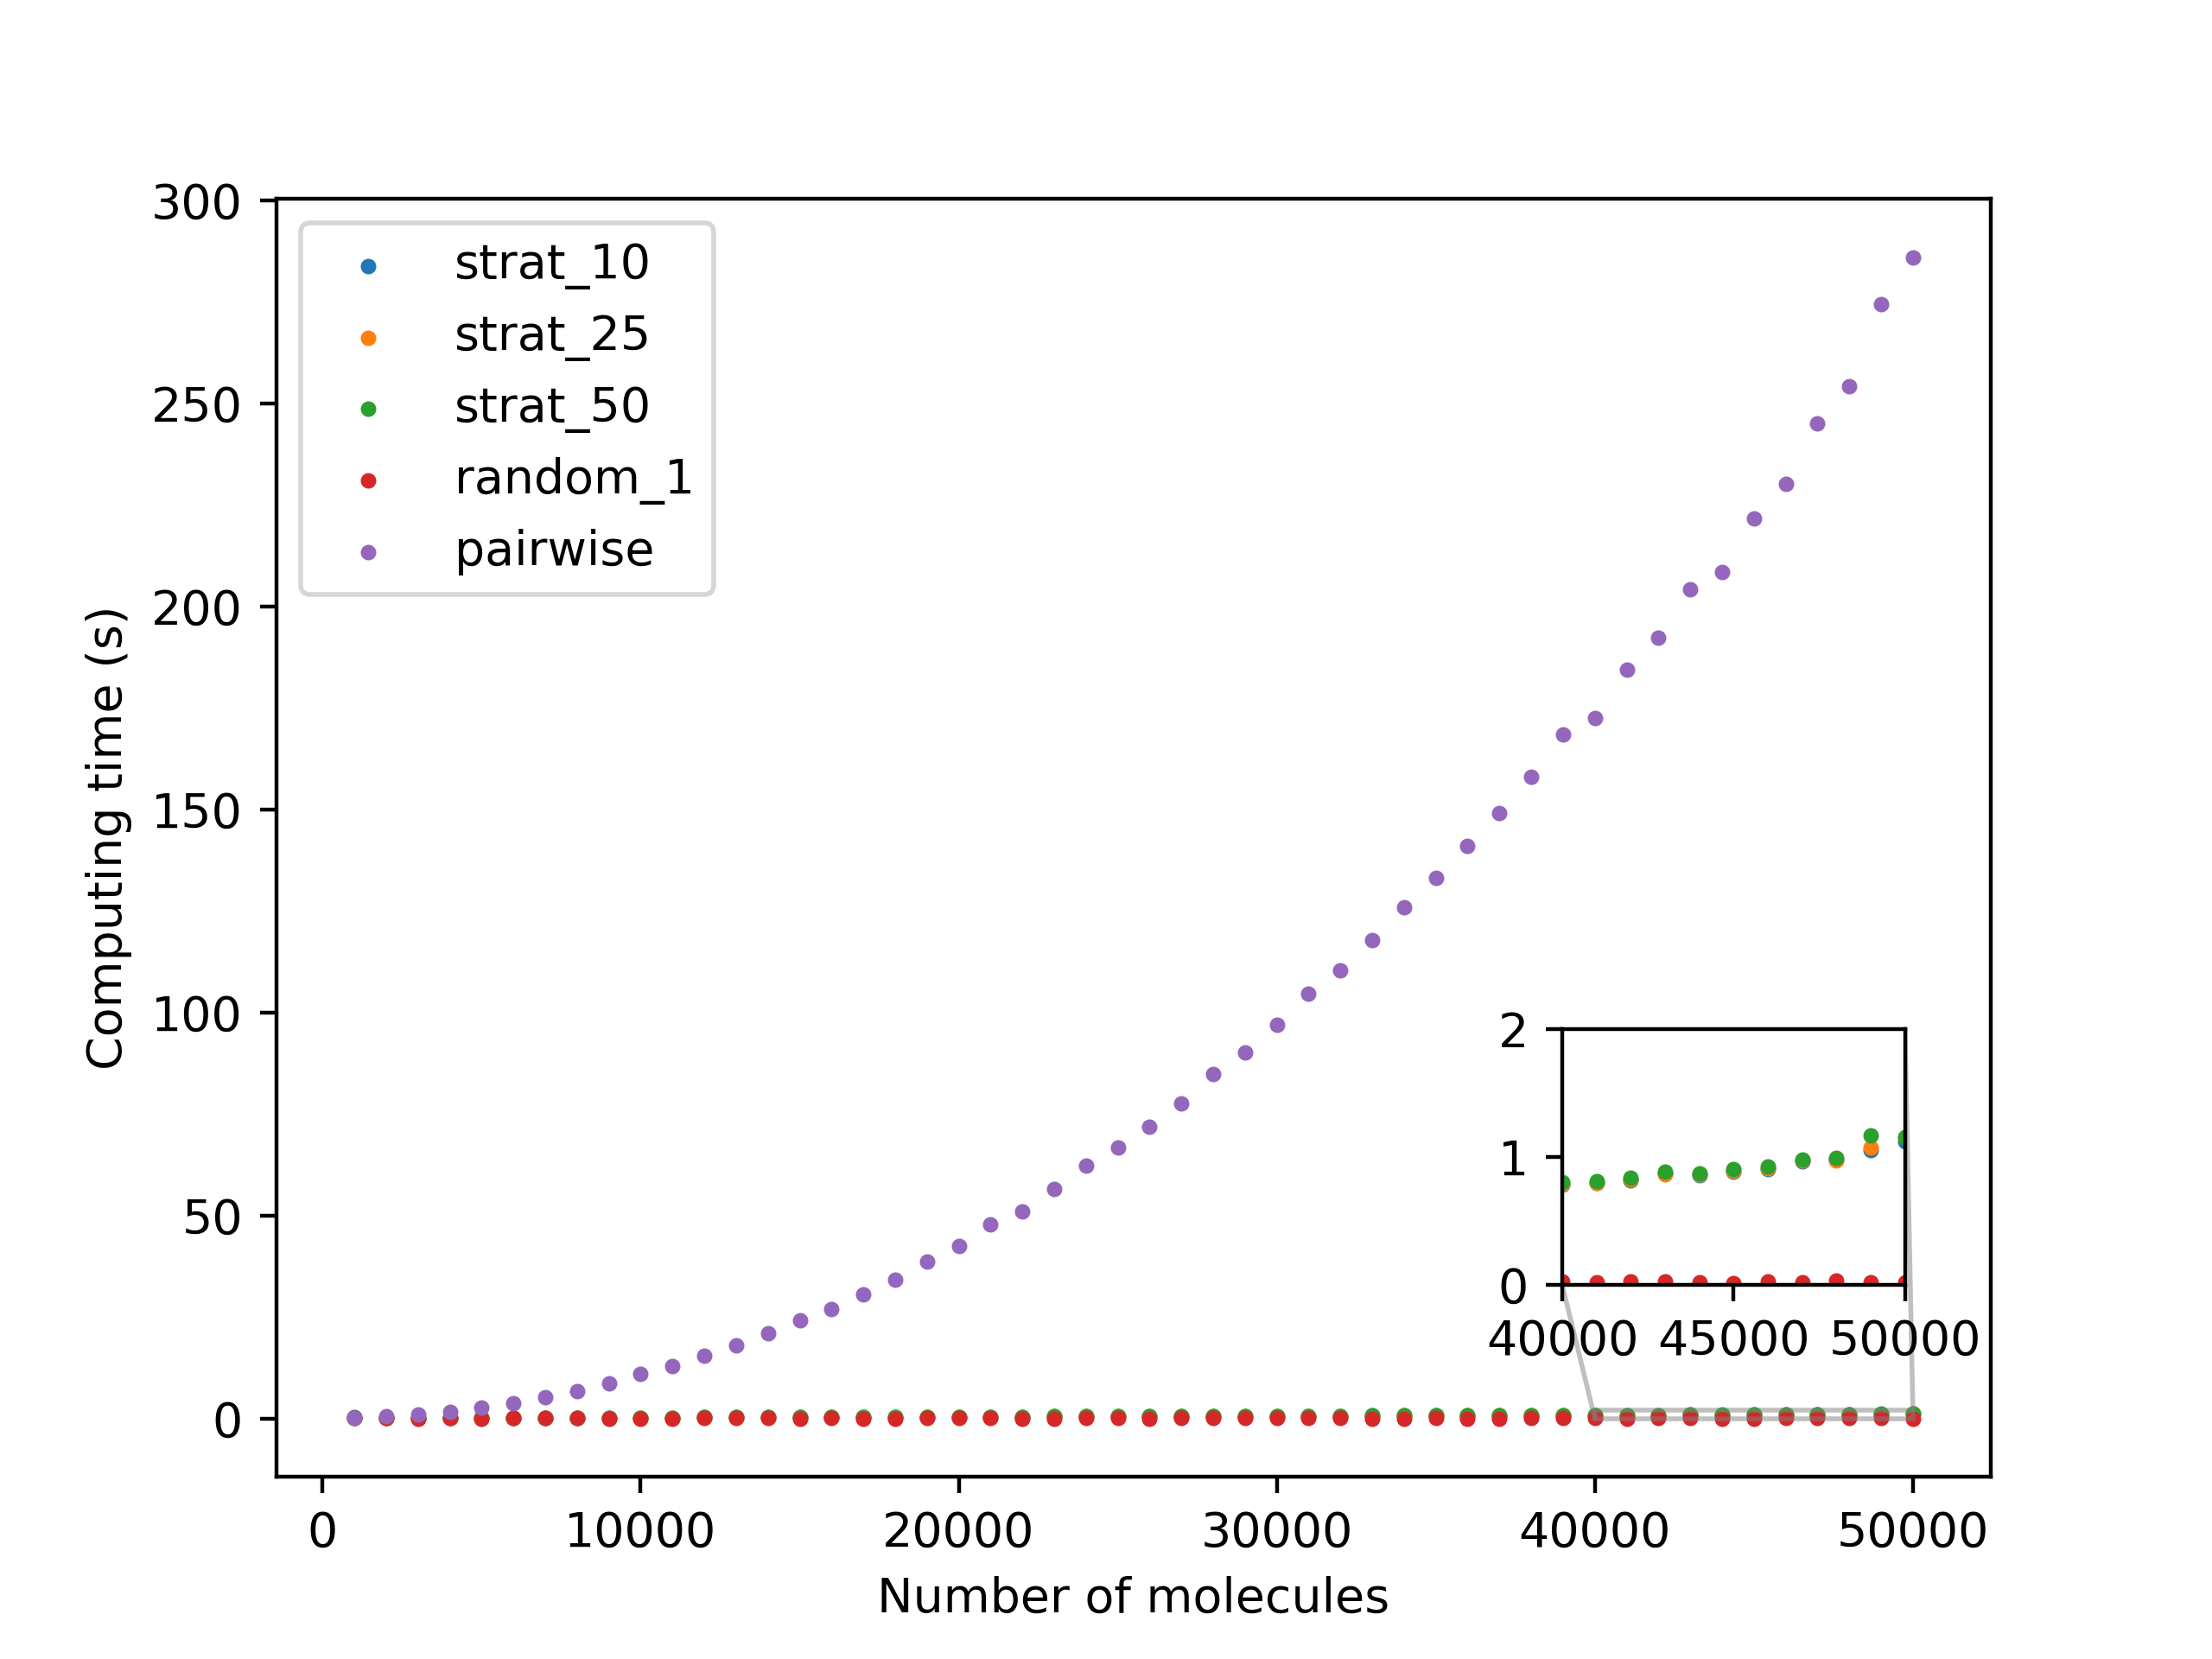 300
250
200
150
100
50
0
Computing time (s)
strat_10
strat_25
strat_50
random_1
pairwise
2
1
0
40000 45000 50000
0 10000 20000 30000 40000 50000
Number of molecules